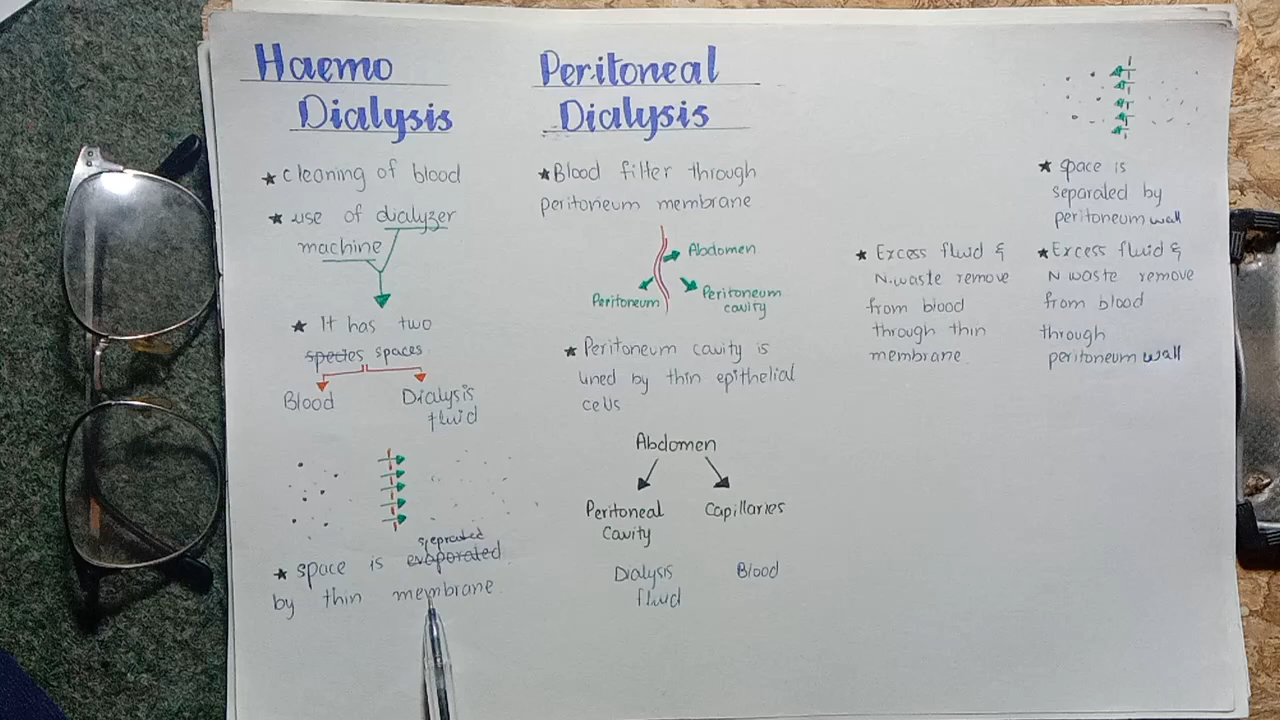 Haemo
Dialysis
★ cleaning of blood
★ use of dialyzer
machine
★ It has two
species spaces
Blood
Dialysis
fluid
seprated
★ space is evaporated
by thin membrane
Peritoneal
Dialysis
★ Blood filter through
peritoneum membrane
Abdomen
Peritoneum
Peritoneum
cavity
★ Peritoneum cavity is
lined by thin epithelial
cells
Abdomen
Peritoneal
Cavity
Capillaries
Dialysis
fluid
Blood
★ Excess fluid &
N.waste remove
from blood
through thin
membrane
★ space is
separated by
peritoneum wall
★ Excess fluid &
N waste remove
from blood
through
peritoneum wall